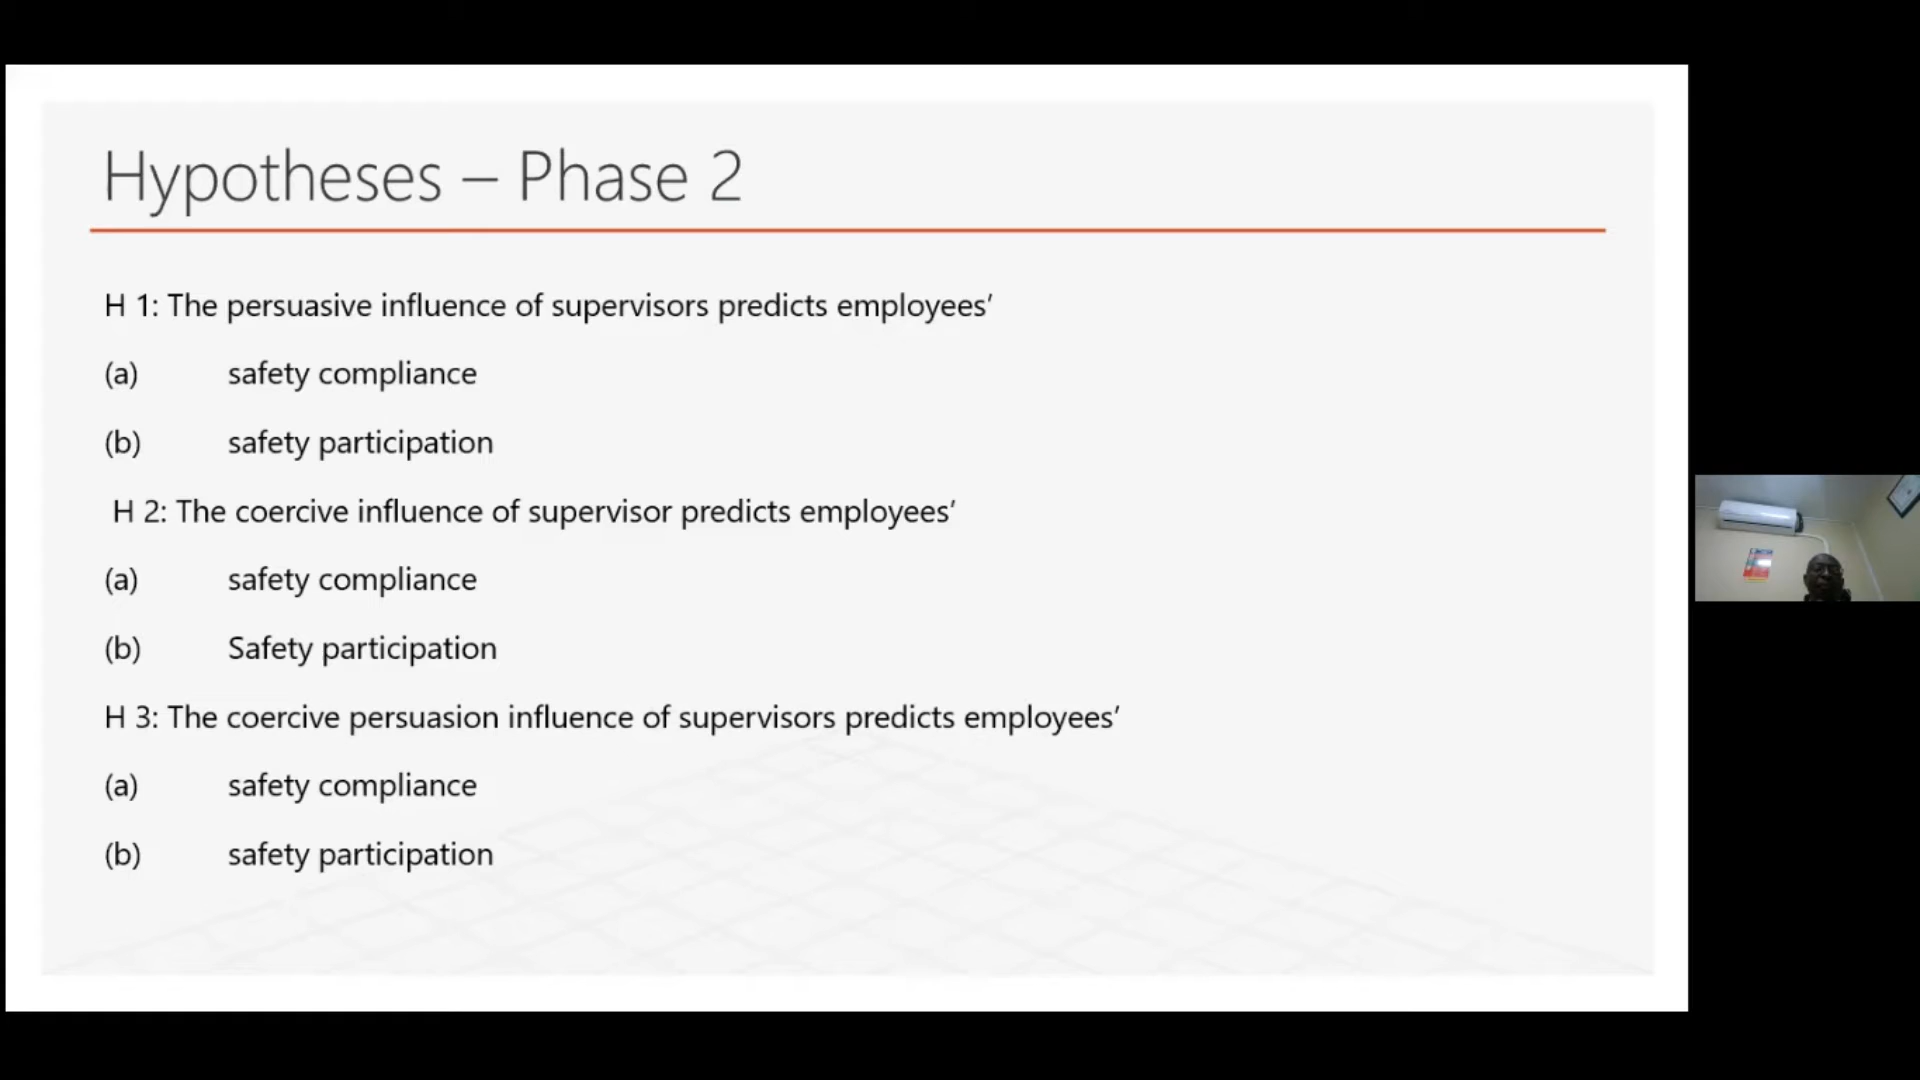 Hypotheses – Phase 2
H 1: The persuasive influence of supervisors predicts employees’
(a) safety compliance
(b) safety participation
H 2: The coercive influence of supervisor predicts employees’
(a) safety compliance
(b) Safety participation
H 3: The coercive persuasion influence of supervisors predicts employees’
(a) safety compliance
(b) safety participation